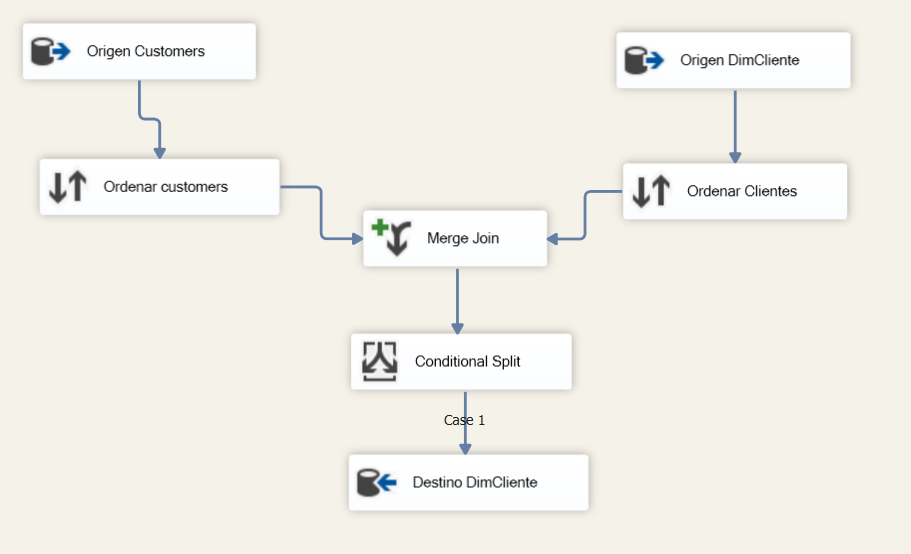 Origen Customers
Origen DimCliente
Ordenar customers
Ordenar Clientes
Merge Join
Conditional Split
Case 1
Destino DimCliente